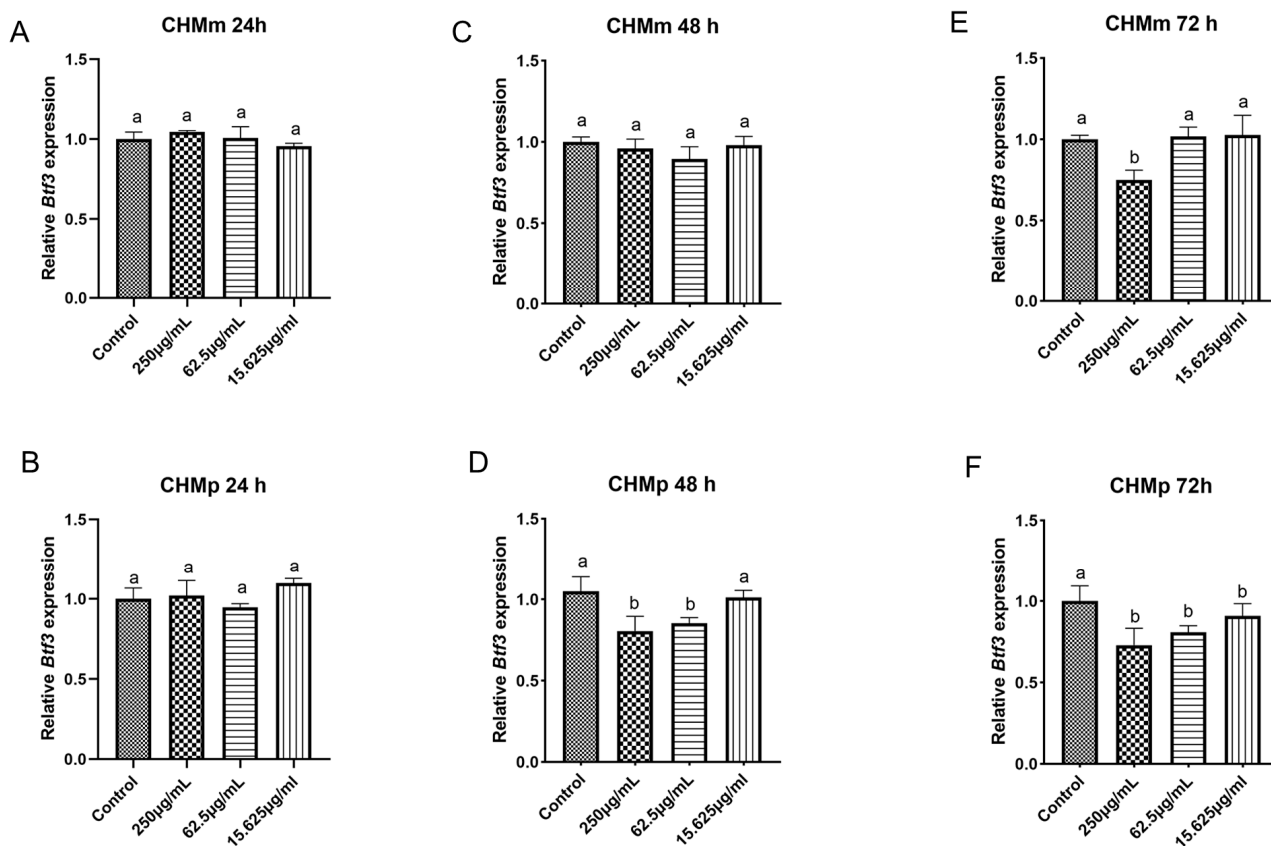 A
CHMm 24h
Relative Btf3 expression
1.5
1.0
0.5
0.0
a
a
a
a
Control
250µg/mL
62.5µg/mL
15.625µg/ml
C
CHMm 48 h
Relative Btf3 expression
1.5
1.0
0.5
0.0
a
a
a
a
Control
250µg/mL
62.5µg/mL
15.625µg/ml
E
CHMm 72 h
Relative Btf3 expression
1.5
1.0
0.5
0.0
a
b
a
a
Control
250µg/mL
62.5µg/mL
15.625µg/ml
B
CHMp 24 h
Relative Btf3 expression
1.5
1.0
0.5
0.0
a
a
a
a
Control
250µg/mL
62.5µg/mL
15.625µg/ml
D
CHMp 48 h
Relative Btf3 expression
1.5
1.0
0.5
0.0
a
b
b
a
Control
250µg/mL
62.5µg/mL
15.625µg/ml
F
CHMp 72h
Relative Btf3 expression
1.5
1.0
0.5
0.0
a
b
b
b
Control
250µg/mL
62.5µg/mL
15.625µg/ml